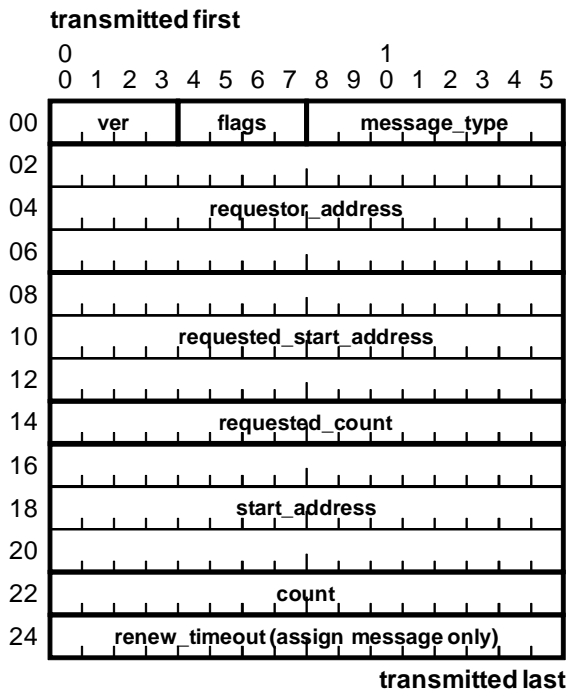 transmitted first
0 1
0 1 2 3 4 5 6 7 8 9 0 1 2 3 4 5
00 ver flags message_type
02
04 requestor_address
06
08
10 requested_start_address
12
14 requested_count
16
18 start_address
20
22 count
24 renew_timeout (assign message only)
transmitted last